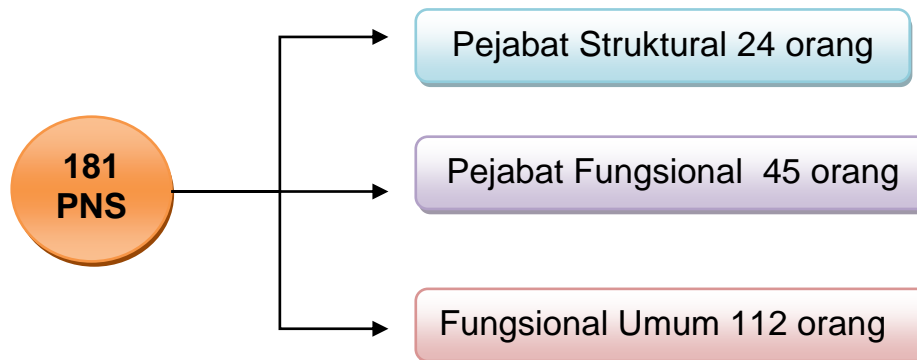 Pejabat Struktural 24 orang
181
PNS
Pejabat Fungsional  45 orang
Fungsional Umum 112 orang